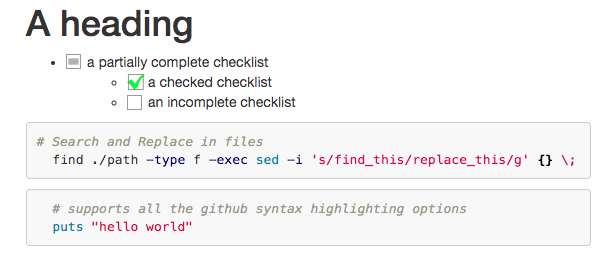 A heading
a partially complete checklist
a checked checklist
an incomplete checklist
# Search and Replace in files
find ./path −type f −exec sed −i 's/find_this/replace_this/g' {} \;
# supports all the github syntax highlighting options
puts "hello world"